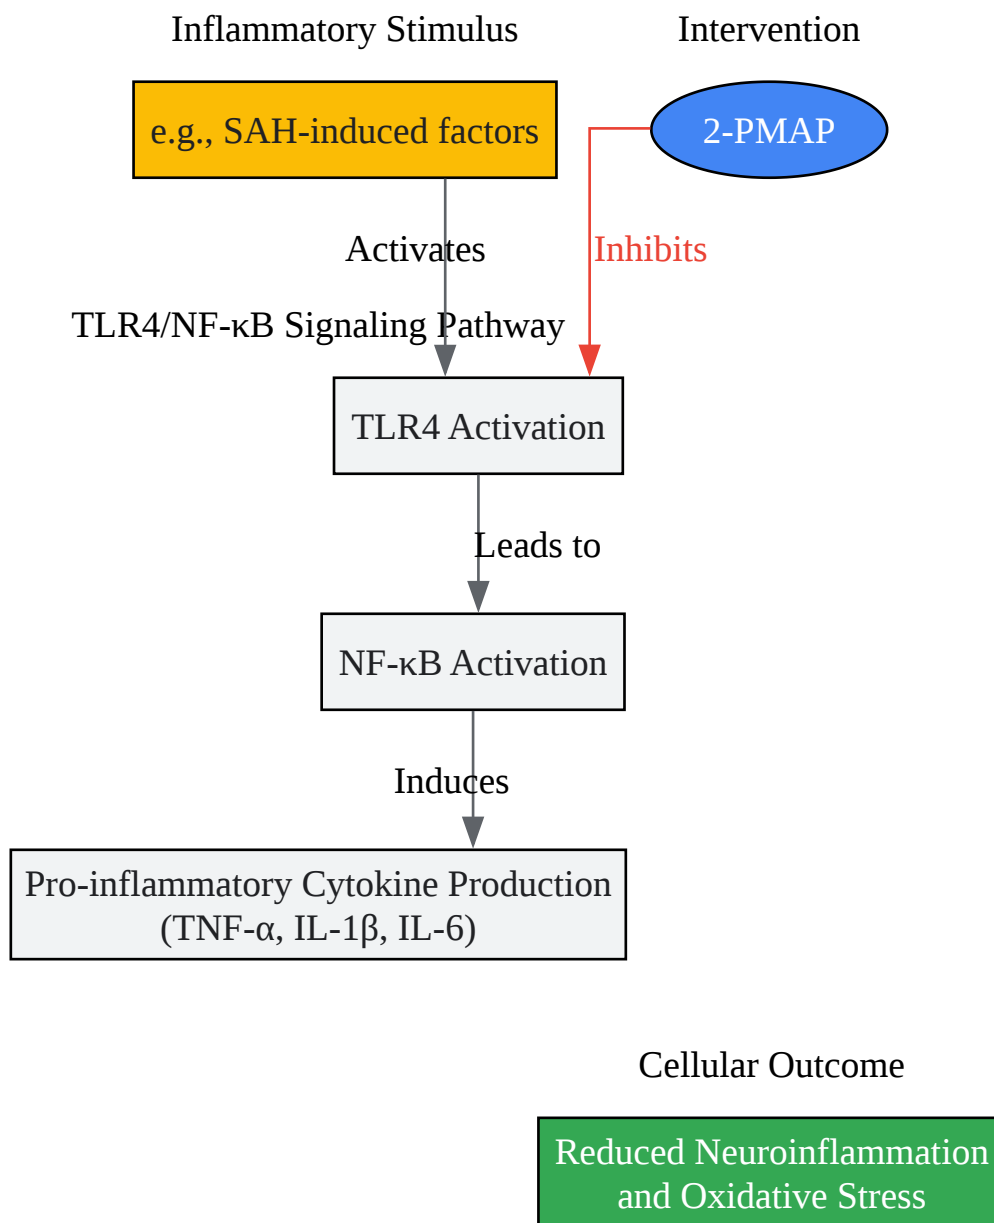 Inflammatory Stimulus
Intervention
e.g., SAH-induced factors
2-PMAP
Activates
Inhibits
TLR4/NF-κB Signaling Pathway
TLR4 Activation
Leads to
NF-κB Activation
Induces
Pro-inflammatory Cytokine Production
(TNF-α, IL-1β, IL-6)
Cellular Outcome
Reduced Neuroinflammation
and Oxidative Stress